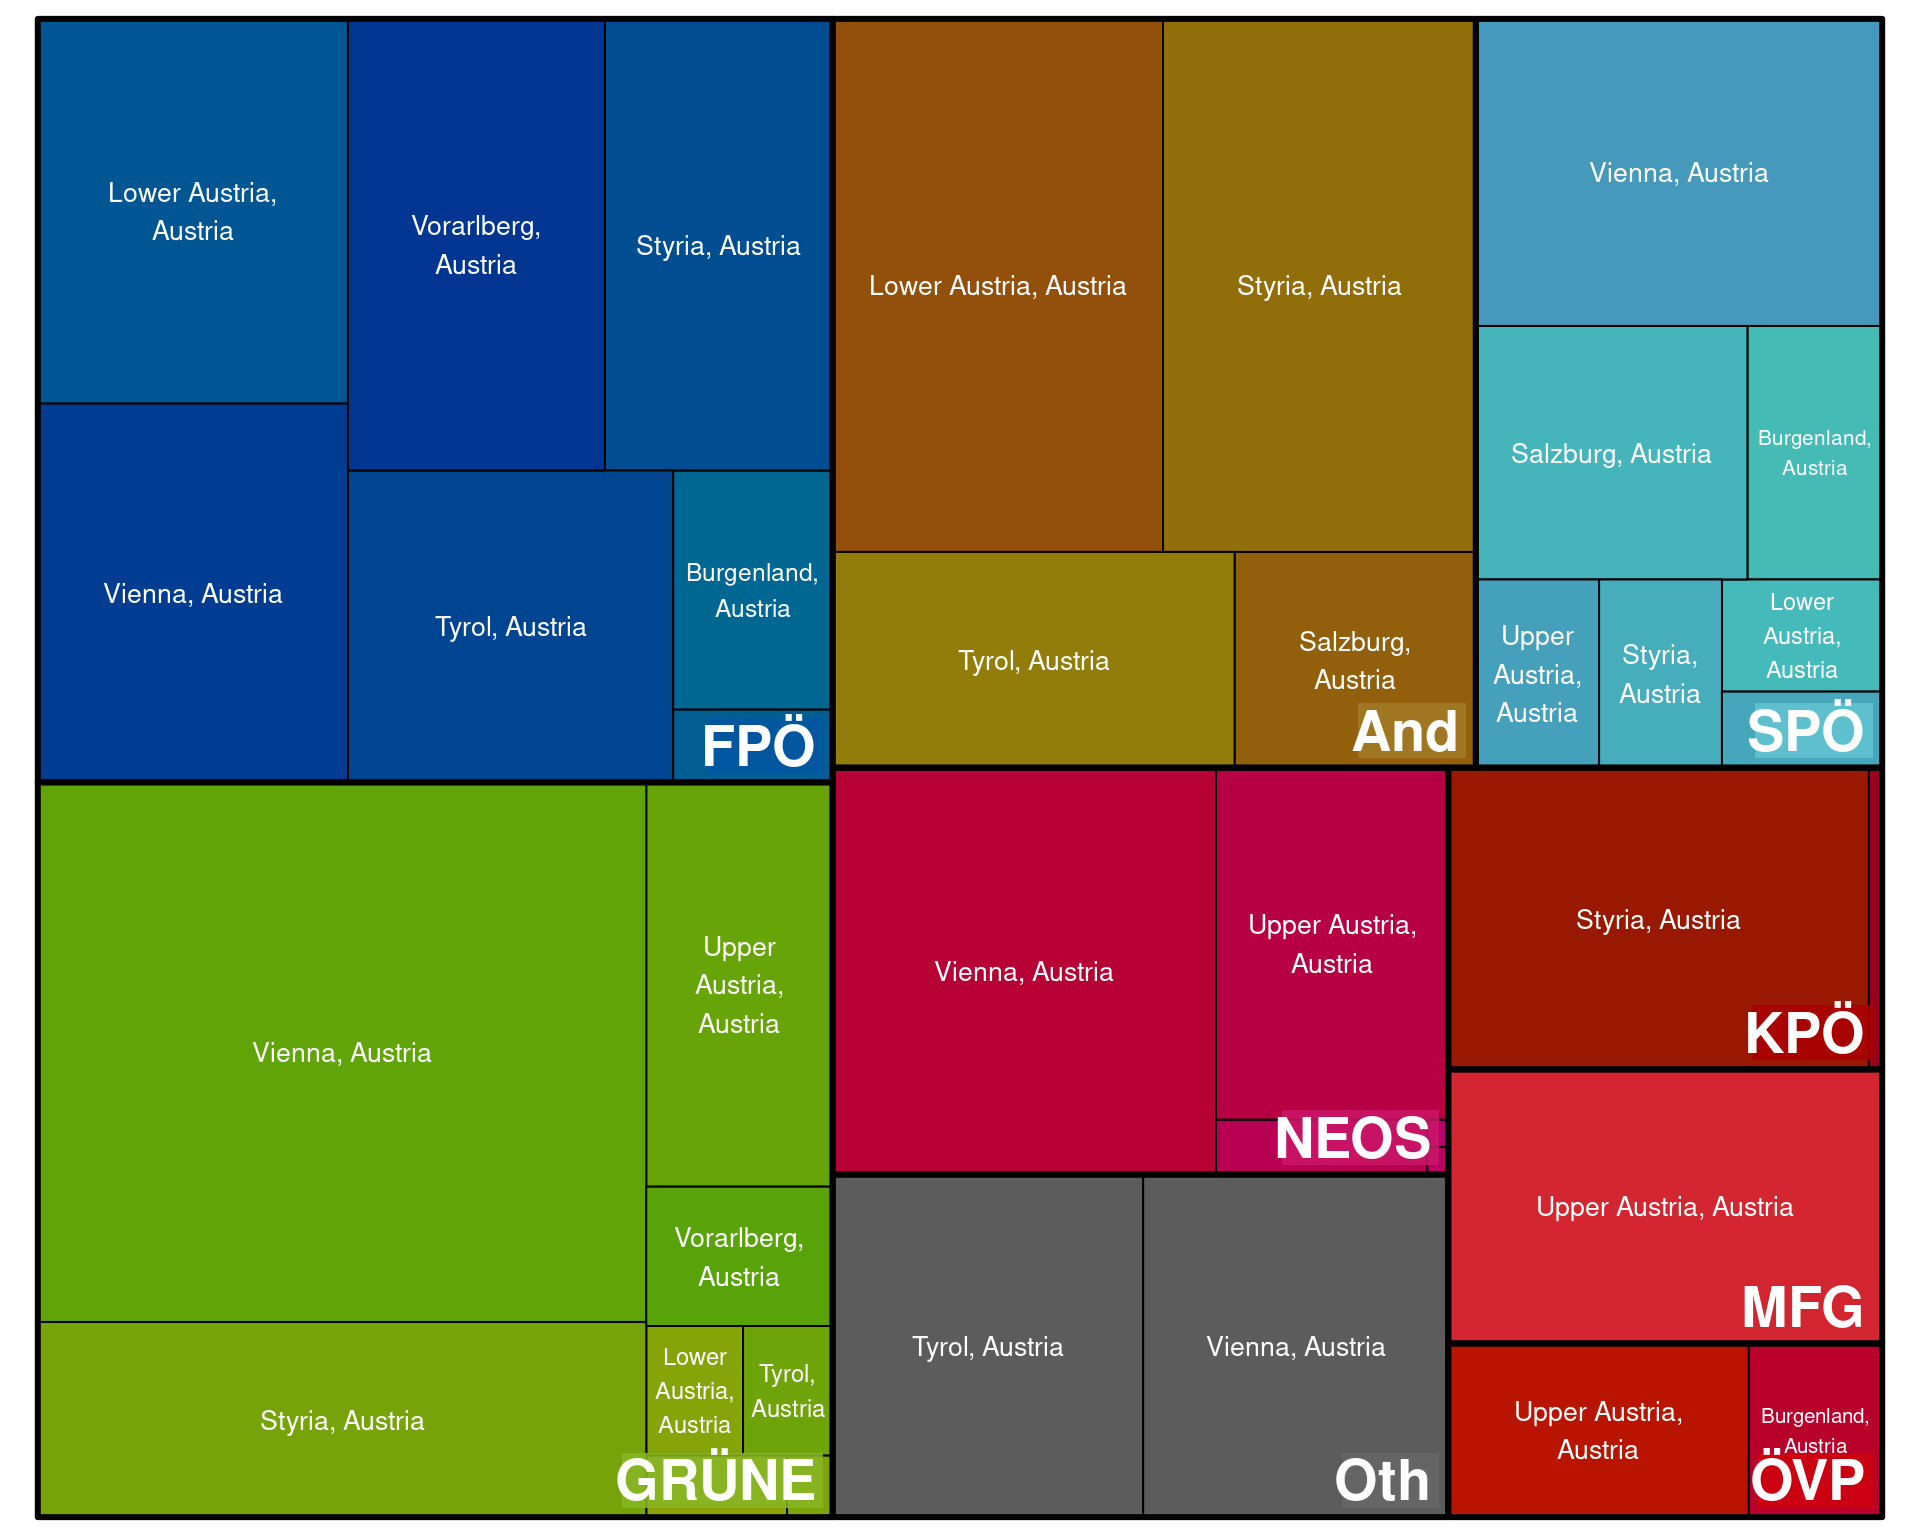 Lower Austria,
Austria
Vorarlberg,
Austria
Styria, Austria
Vienna, Austria
Tyrol, Austria
Burgenland,
Austria
FPÖ
Lower Austria, Austria
Styria, Austria
Tyrol, Austria
Salzburg,
Austria
And
Vienna, Austria
Salzburg, Austria
Burgenland,
Austria
Upper
Austria,
Austria
Styria,
Austria
Lower
Austria,
Austria
SPÖ
Vienna, Austria
Upper
Austria,
Austria
Vorarlberg,
Austria
Styria, Austria
Lower
Austria,
Austria
Tyrol,
Austria
GRÜNE
Vienna, Austria
Upper Austria,
Austria
NEOS
Styria, Austria
KPÖ
Upper Austria, Austria
MFG
Tyrol, Austria
Vienna, Austria
Oth
Upper Austria,
Austria
Burgenland,
Austria
ÖVP